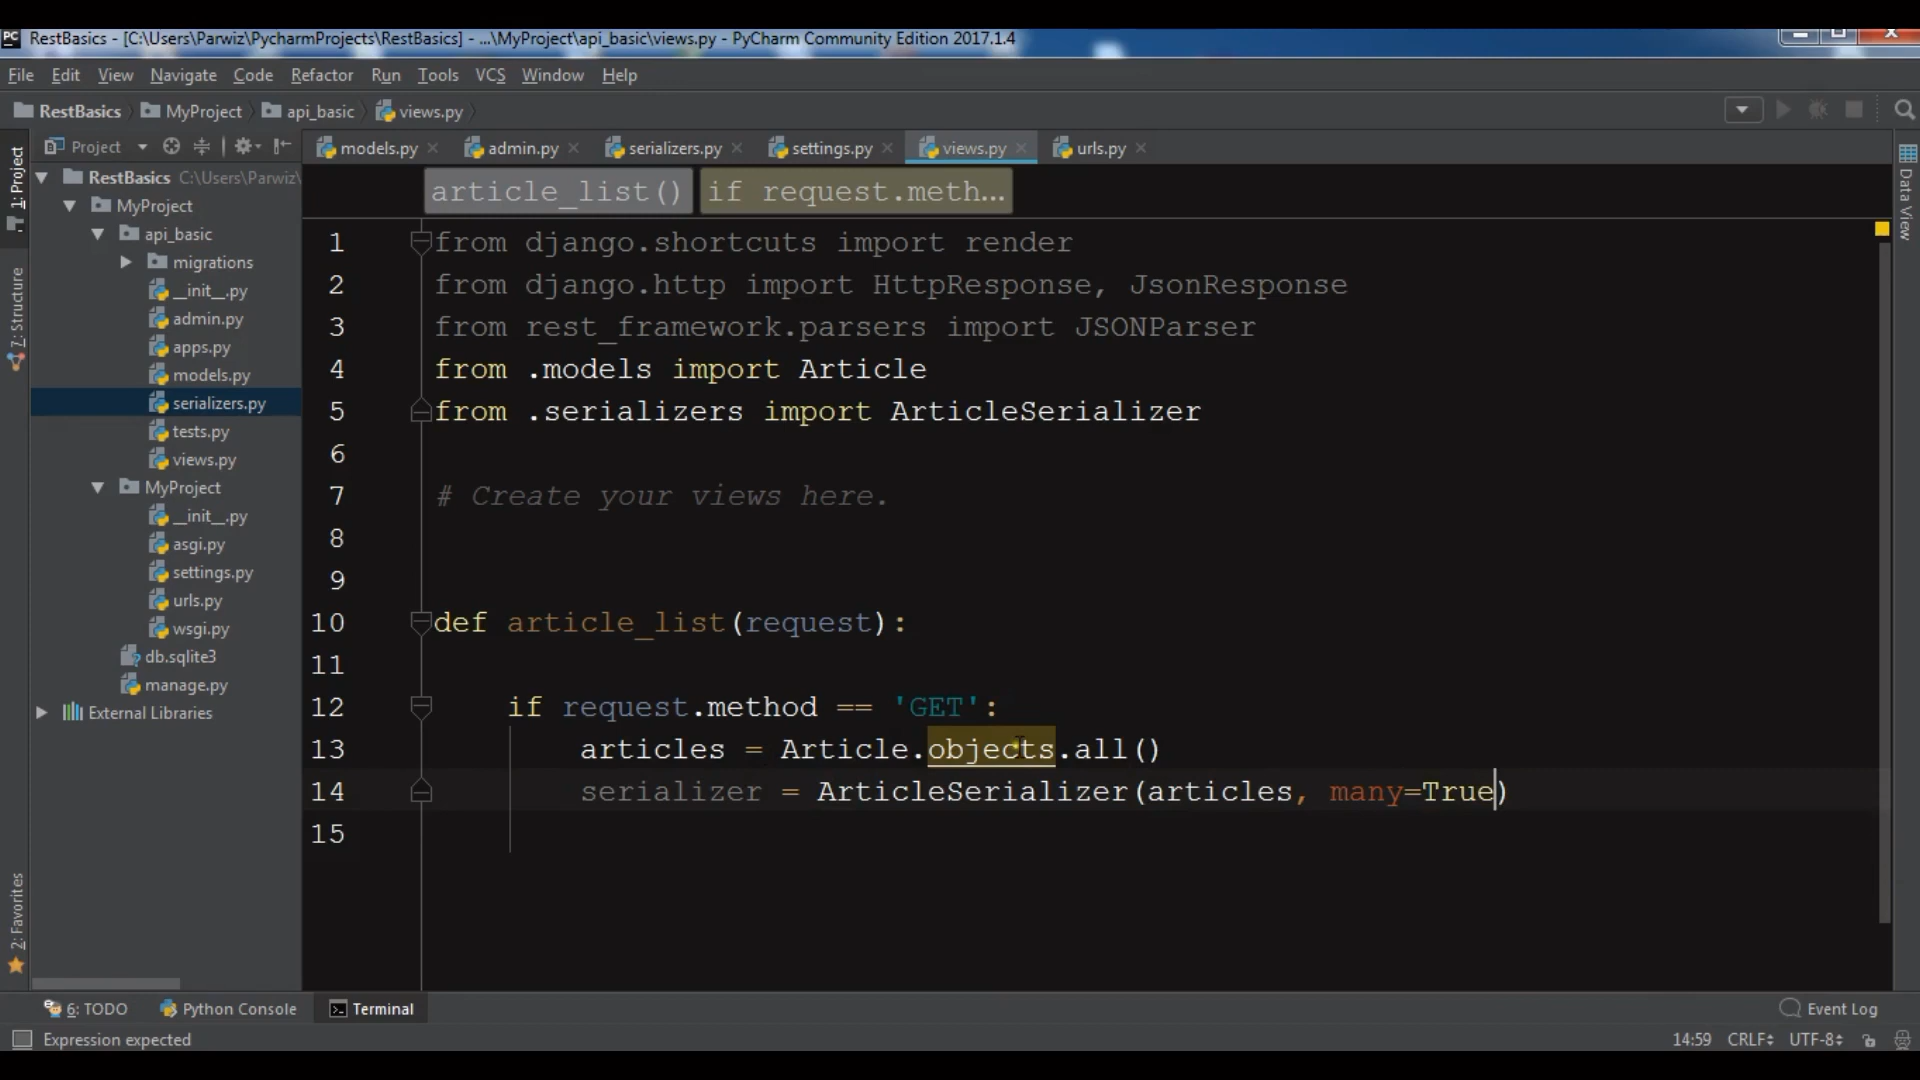 PC RestBasics - [C:\Users\Parwiz\PycharmProjects\RestBasics] - ...\MyProject\api_basic\views.py - PyCharm Community Edition 2017.1.4
File Edit View Navigate Code Refactor Run Tools VCS Window Help
RestBasics MyProject api_basic views.py
Project
models.py admin.py serializers.py settings.py views.py urls.py
1: Project
7: Structure
2: Favorites
RestBasics C:\Users\Parwiz\
MyProject
api_basic
migrations
__init__.py
admin.py
apps.py
models.py
serializers.py
tests.py
views.py
MyProject
__init__.py
asgi.py
settings.py
urls.py
wsgi.py
db.sqlite3
manage.py
External Libraries
article_list() if request.meth...
1 from django.shortcuts import render
2 from django.http import HttpResponse, JsonResponse
3 from rest_framework.parsers import JSONParser
4 from .models import Article
5 from .serializers import ArticleSerializer
6
7 # Create your views here.
8
9
10 def article_list(request):
11
12 if request.method == 'GET':
13 articles = Article.objects.all()
14 serializer = ArticleSerializer(articles, many=True)
15
Data View
6: TODO Python Console Terminal Event Log
Expression expected 14:59 CRLF UTF-8